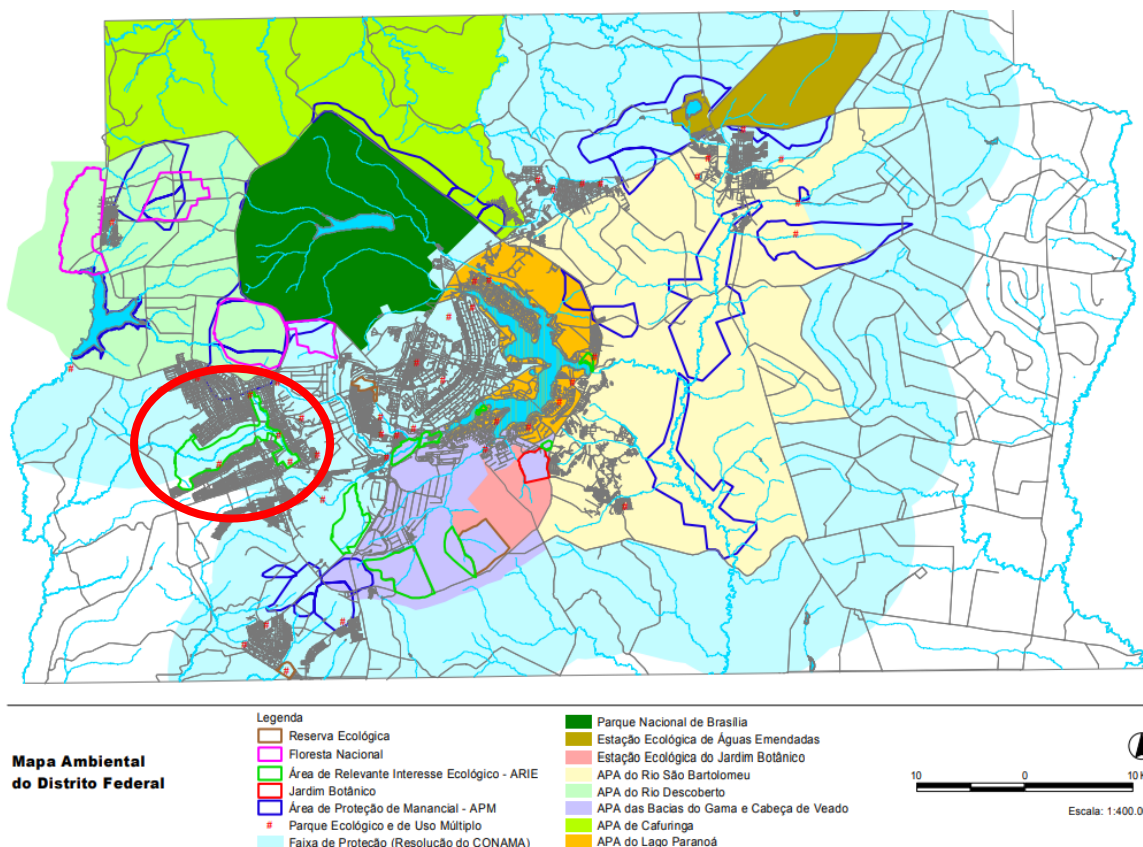 Mapa Ambiental
do Distrito Federal
Legenda
Reserva Ecológica
Floresta Nacional
Área de Relevante Interesse Ecológico - ARIE
Jardim Botânico
Área de Proteção de Manancial - APM
# Parque Ecológico e de Uso Múltiplo
Faixa de Proteção (Resolução do CONAMA)
Parque Nacional de Brasília
Estação Ecológica de Águas Emendadas
Estação Ecológica do Jardim Botânico
APA do Rio São Bartolomeu
APA do Rio Descoberto
APA das Bacias do Gama e Cabeça de Veado
APA de Cafuringa
APA do Lago Paranoá
10 0 10 K
Escala: 1:400.0